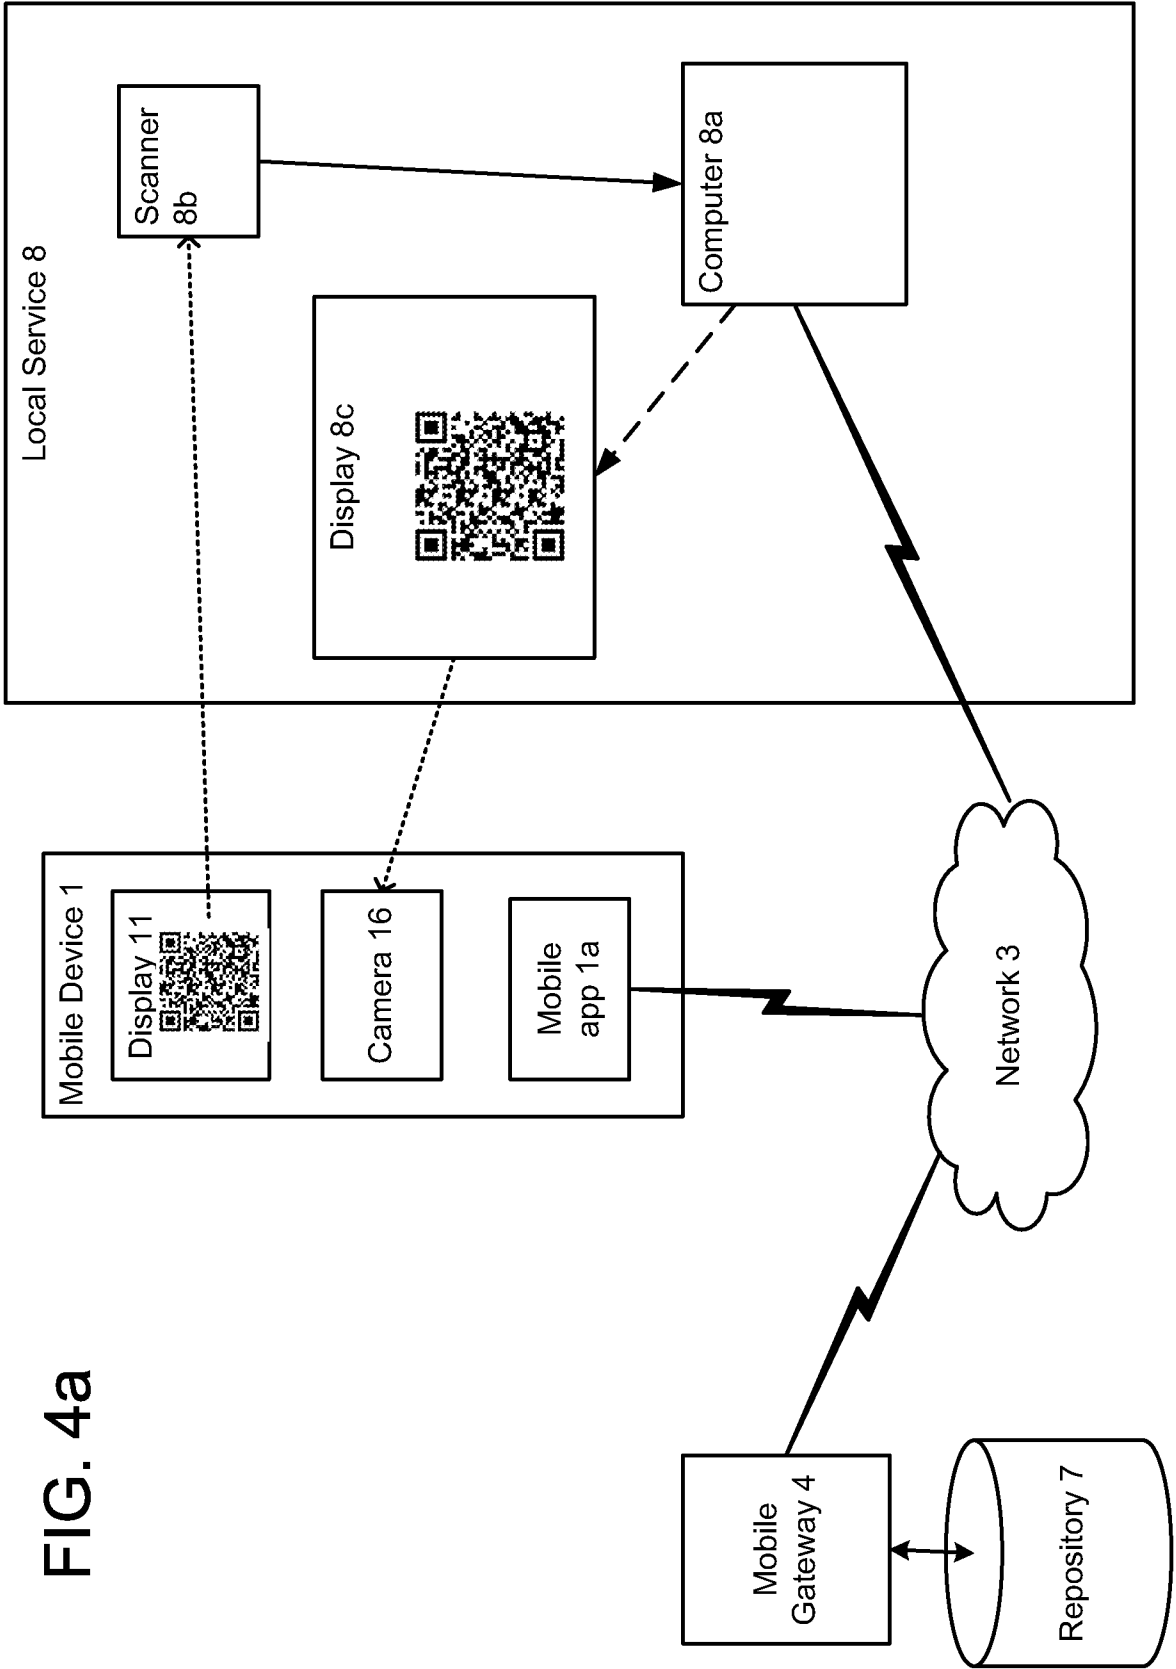 FIG. 4a
Mobile Device 1
Display 11
Camera 16
Mobile
app 1a
Local Service 8
Scanner
8b
Display 8c
Computer 8a
Mobile
Gateway 4
Network 3
Repository 7